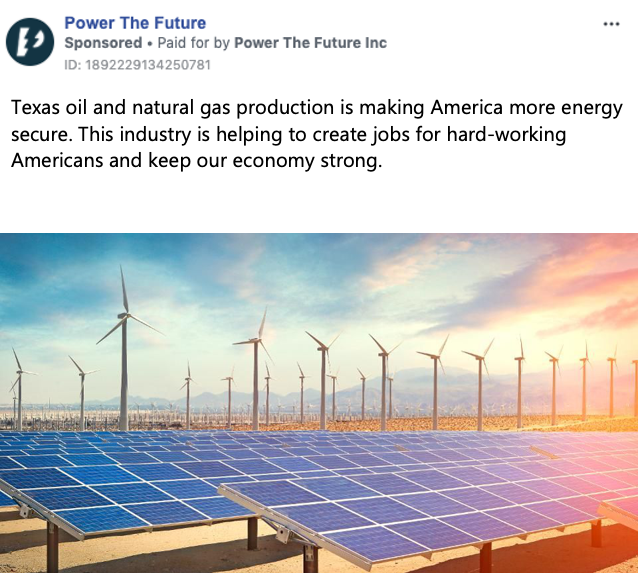 Power The Future
Sponsored • Paid for by Power The Future Inc
ID: 1892229134250781
Texas oil and natural gas production is making America more energy
secure. This industry is helping to create jobs for hard-working
Americans and keep our economy strong.